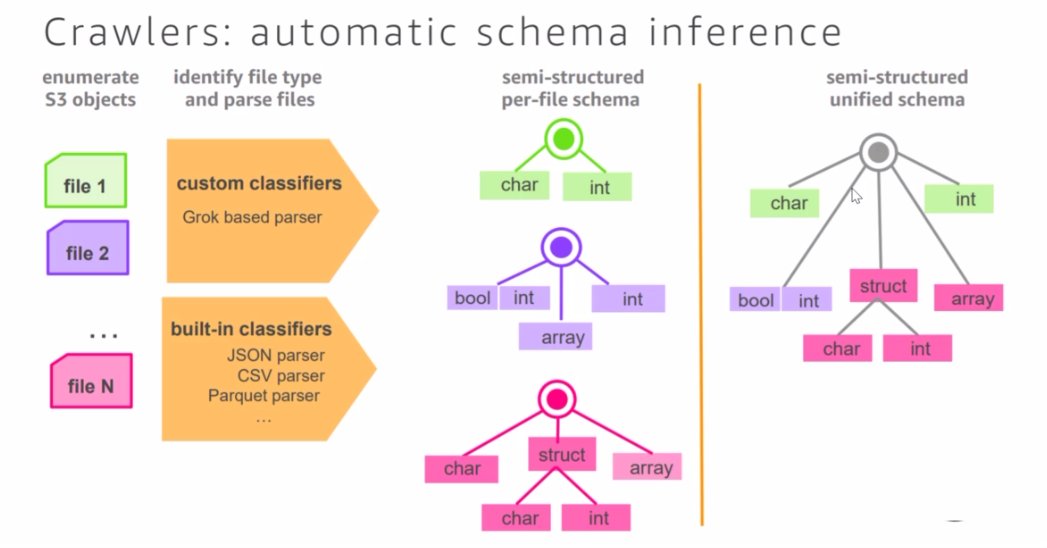 Crawlers: automatic schema inference
enumerate
S3 objects
identify file type
and parse files
semi-structured
per-file schema
semi-structured
unified schema
file 1
file 2
...
file N
custom classifiers
Grok based parser
built-in classifiers
JSON parser
CSV parser
Parquet parser
...
char int
bool int int
array
char struct array
char int
char int
bool int struct array
char int